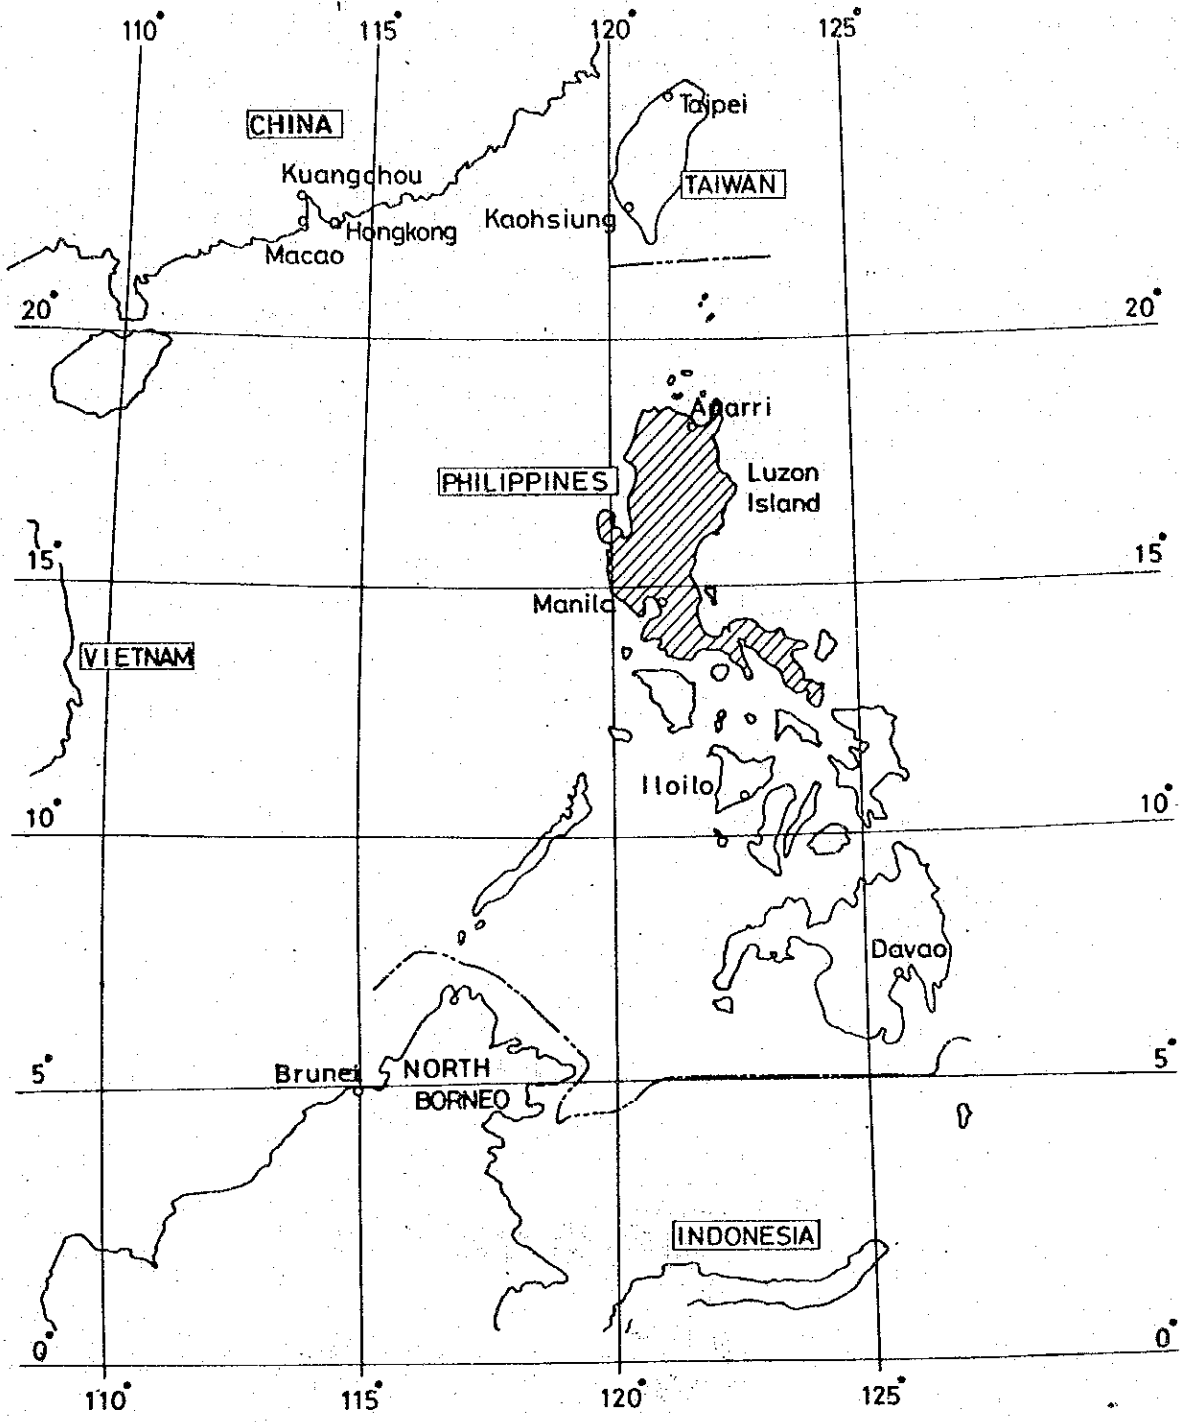 110° 115° 120° 125°
Taipei
CHINA
Kuangchou
TAIWAN
Kaohsiung
Hongkong
Macao
20° 20°
Aparri
PHILIPPINES
Luzon
Island
15° 15°
Manila
VIETNAM
Iloilo
10° 10°
Davao
5° 5°
Brunei
NORTH
BORNEO
INDONESIA
0° 0°
110° 115° 120° 125°